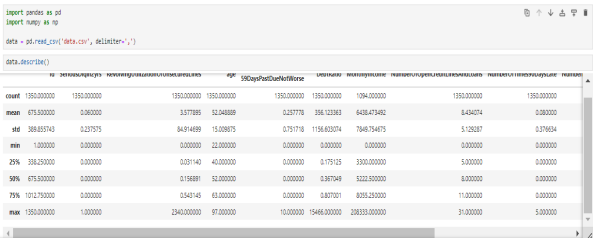 import pandas as pd
import numpy as np
data = pd.read_csv('data.csv', delimiter=',')
data.describe()
id SeriousDlqin2yrs RevolvingUtilizationOfUnsecuredLines age 59DaysPastDueNotWorse DebtRatio MonthlyIncome NumberOfOpenCreditLinesAndLoans NumberOfTimes90DaysLate
count 1350.000000 1350.000000 1350.000000 1350.000000 1350.000000 1350.000000 1094.000000 1350.000000 1350.000000
mean 675.500000 0.060000 3.577895 52.048889 0.257778 356.123363 6438.473492 8.434074 0.080000
std 389.855743 0.237575 84.914699 15.009875 0.751718 1156.803074 7849.754675 5.129287 0.376634
min 1.000000 0.000000 0.000000 22.000000 0.000000 0.000000 0.000000 0.000000 0.000000
25% 338.250000 0.000000 0.031140 40.000000 0.000000 0.175125 3300.000000 5.000000 0.000000
50% 675.500000 0.000000 0.156891 52.000000 0.000000 0.367049 5222.500000 8.000000 0.000000
75% 1012.750000 0.000000 0.543145 63.000000 0.000000 0.807001 8055.250000 11.000000 0.000000
max 1350.000000 1.000000 2340.000000 97.000000 10.000000 15466.000000 208333.000000 31.000000 5.000000